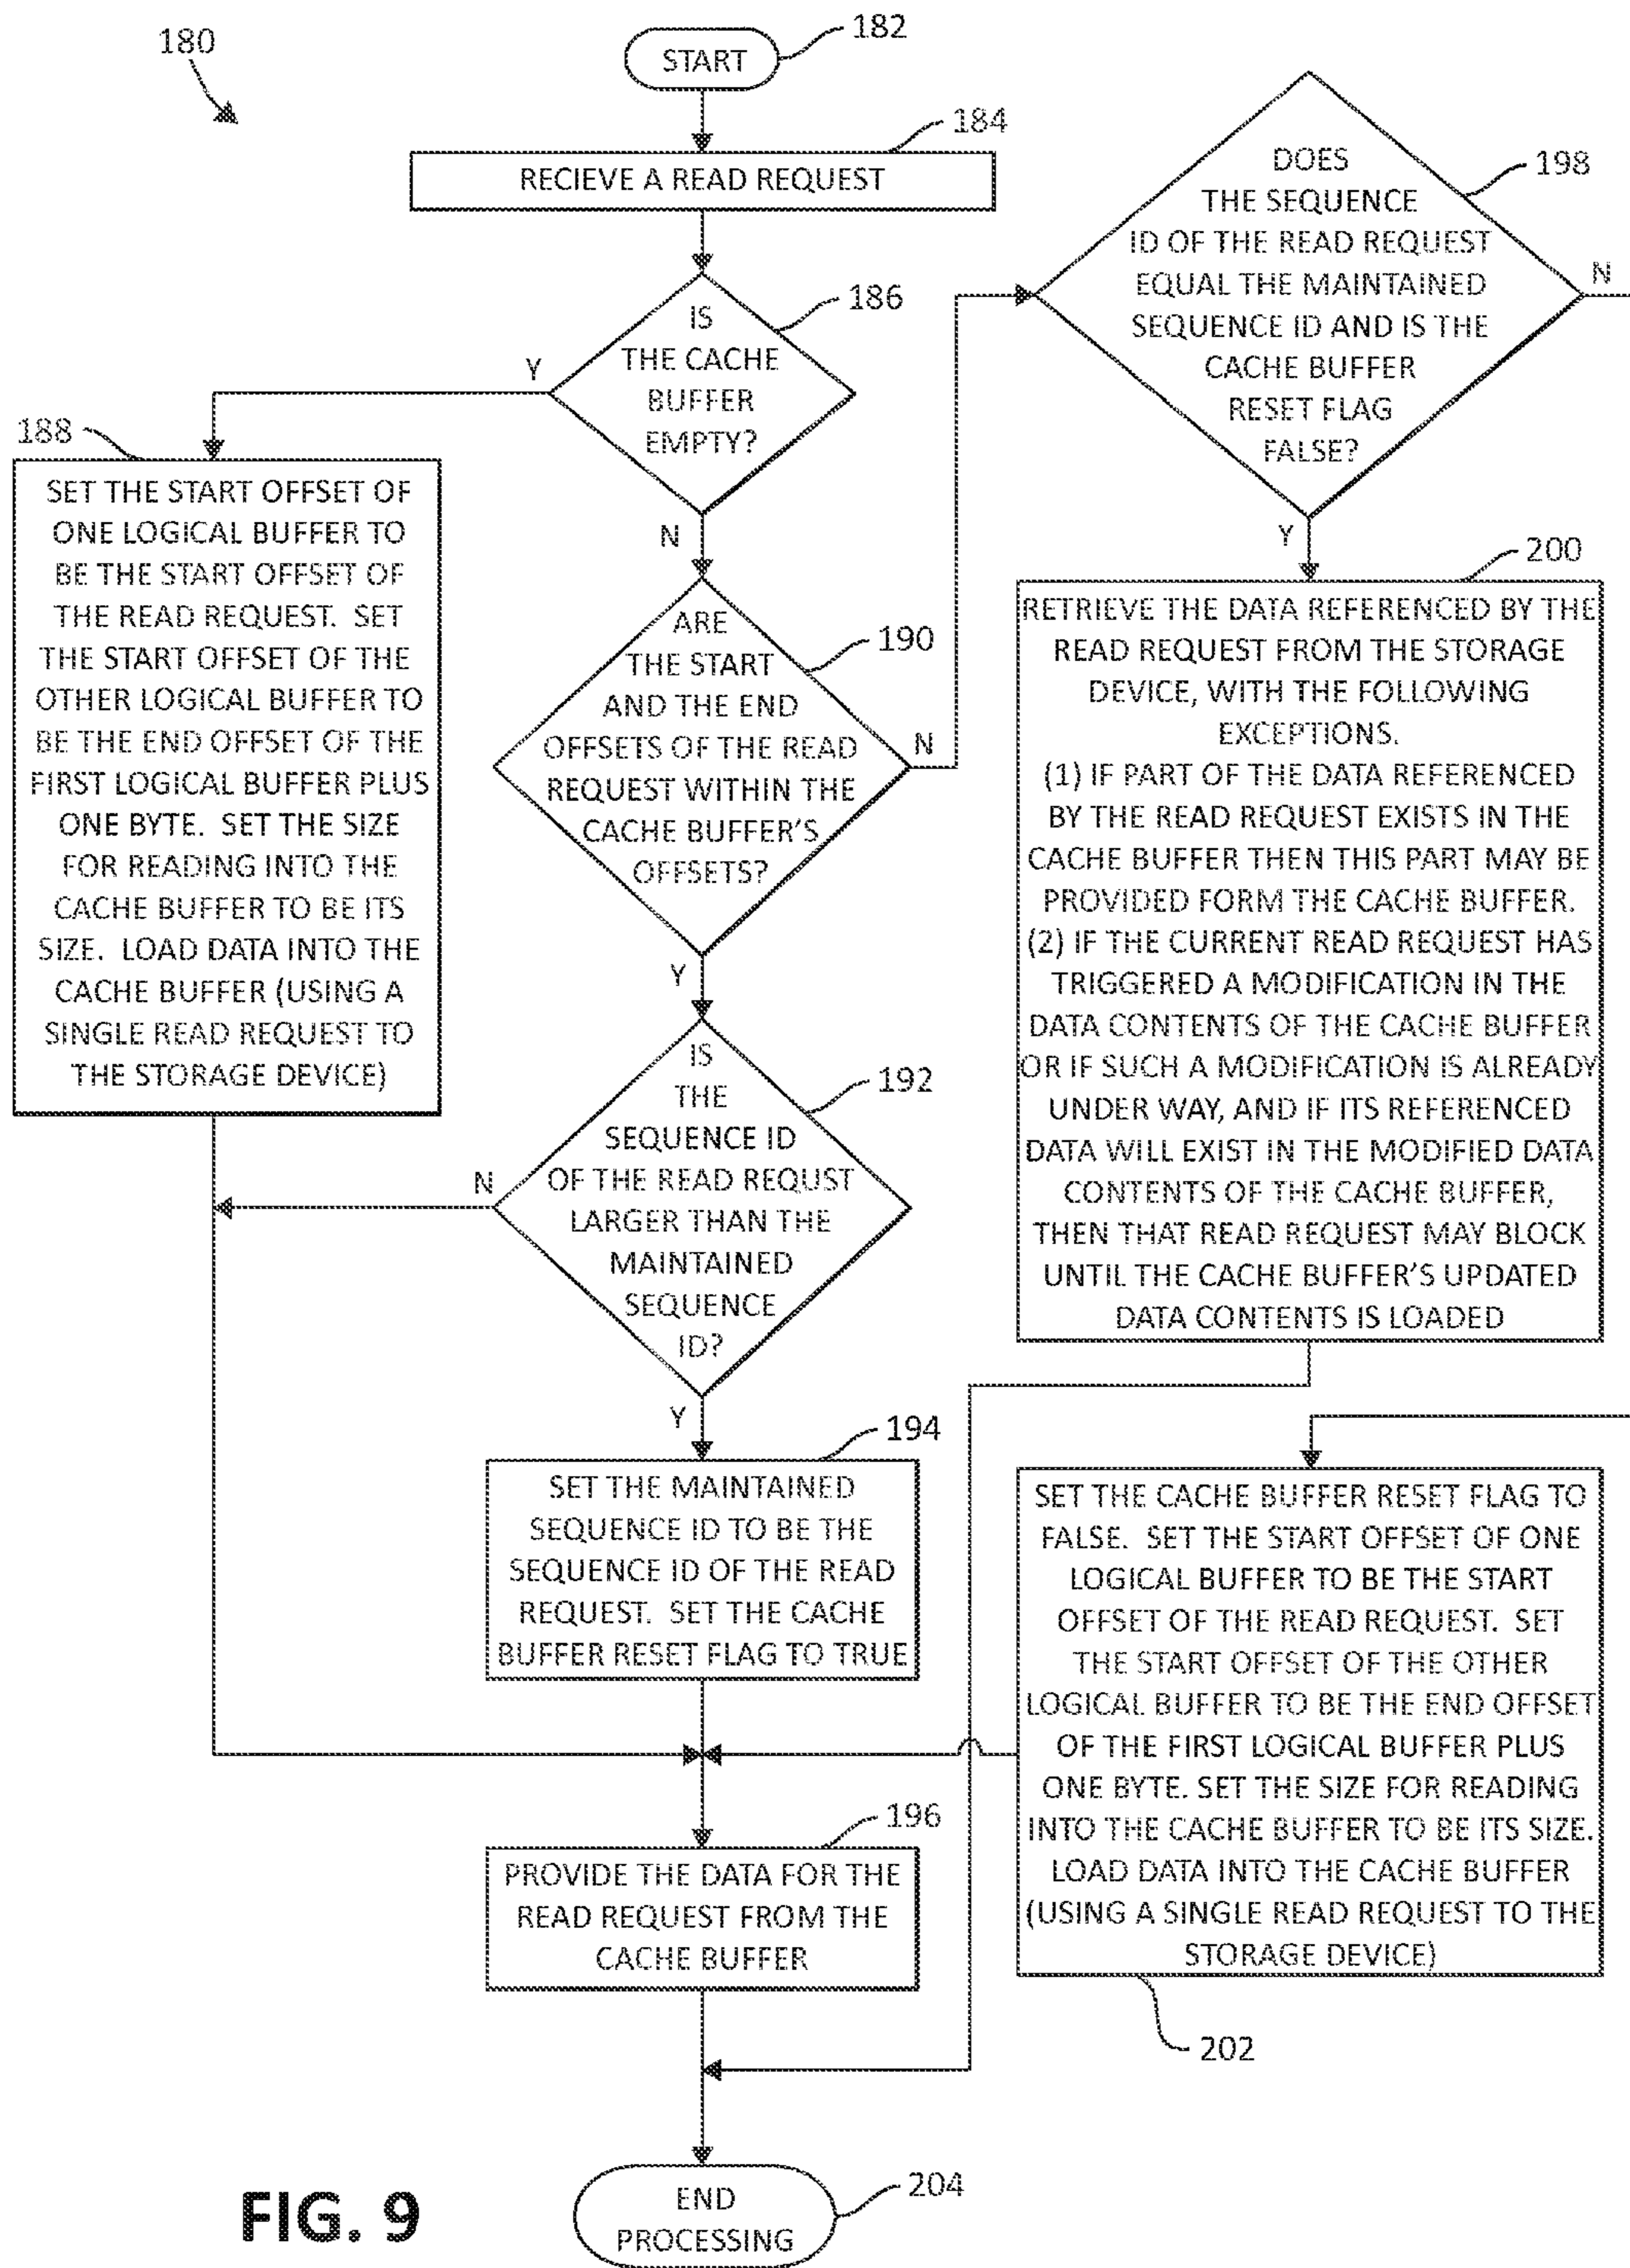 180
START
182
184
RECIEVE A READ REQUEST
186
IS
THE CACHE
BUFFER
EMPTY?
Y
N
188
SET THE START OFFSET OF
ONE LOGICAL BUFFER TO
BE THE START OFFSET OF
THE READ REQUEST. SET
THE START OFFSET OF THE
OTHER LOGICAL BUFFER TO
BE THE END OFFSET OF THE
FIRST LOGICAL BUFFER PLUS
ONE BYTE. SET THE SIZE
FOR READING INTO THE
CACHE BUFFER TO BE ITS
SIZE. LOAD DATA INTO THE
CACHE BUFFER (USING A
SINGLE READ REQUEST TO
THE STORAGE DEVICE)
190
ARE
THE START
AND THE END
OFFSETS OF THE READ
REQUEST WITHIN THE
CACHE BUFFER'S
OFFSETS?
N
Y
192
IS
THE
SEQUENCE ID
OF THE READ REQUST
LARGER THAN THE
MAINTAINED
SEQUENCE
ID?
N
Y
194
SET THE MAINTAINED
SEQUENCE ID TO BE THE
SEQUENCE ID OF THE READ
REQUEST. SET THE CACHE
BUFFER RESET FLAG TO TRUE
196
PROVIDE THE DATA FOR THE
READ REQUEST FROM THE
CACHE BUFFER
198
DOES
THE SEQUENCE
ID OF THE READ REQUEST
EQUAL THE MAINTAINED
SEQUENCE ID AND IS THE
CACHE BUFFER
RESET FLAG
FALSE?
N
Y
200
RETRIEVE THE DATA REFERENCED BY THE
READ REQUEST FROM THE STORAGE
DEVICE, WITH THE FOLLOWING
EXCEPTIONS.
(1) IF PART OF THE DATA REFERENCED
BY THE READ REQUEST EXISTS IN THE
CACHE BUFFER THEN THIS PART MAY BE
PROVIDED FORM THE CACHE BUFFER.
(2) IF THE CURRENT READ REQUEST HAS
TRIGGERED A MODIFICATION IN THE
DATA CONTENTS OF THE CACHE BUFFER
OR IF SUCH A MODIFICATION IS ALREADY
UNDER WAY, AND IF ITS REFERENCED
DATA WILL EXIST IN THE MODIFIED DATA
CONTENTS OF THE CACHE BUFFER,
THEN THAT READ REQUEST MAY BLOCK
UNTIL THE CACHE BUFFER'S UPDATED
DATA CONTENTS IS LOADED
SET THE CACHE BUFFER RESET FLAG TO
FALSE. SET THE START OFFSET OF ONE
LOGICAL BUFFER TO BE THE START
OFFSET OF THE READ REQUEST. SET
THE START OFFSET OF THE OTHER
LOGICAL BUFFER TO BE THE END OFFSET
OF THE FIRST LOGICAL BUFFER PLUS
ONE BYTE. SET THE SIZE FOR READING
INTO THE CACHE BUFFER TO BE ITS SIZE.
LOAD DATA INTO THE CACHE BUFFER
(USING A SINGLE READ REQUEST TO THE
STORAGE DEVICE)
202
END
PROCESSING
204
FIG. 9